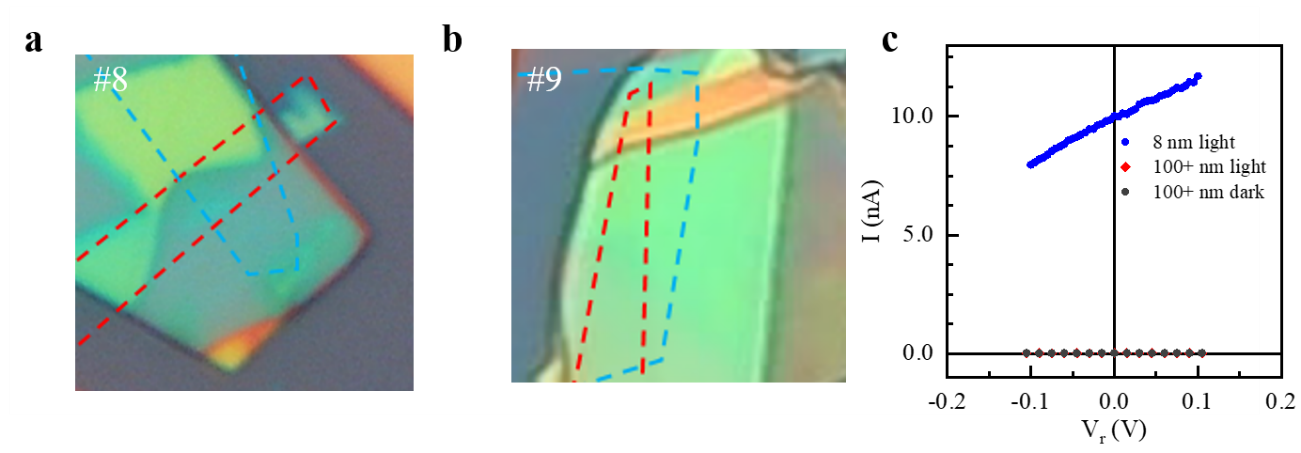 a
#8
b
#9
c
I (nA)
10.0
5.0
0.0
8 nm light
100+ nm light
100+ nm dark
-0.2
-0.1
0.0
0.1
0.2
Vr (V)